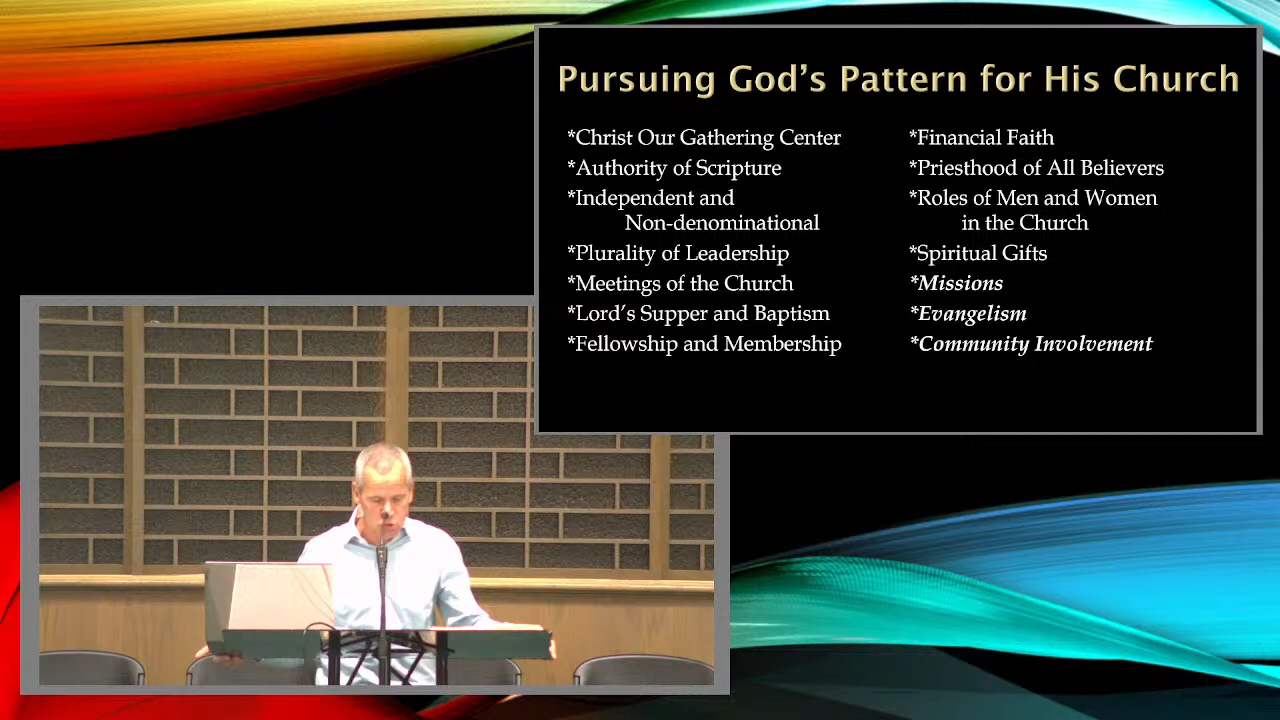 Pursuing God's Pattern for His Church
*Christ Our Gathering Center
*Authority of Scripture
*Independent and
Non-denominational
*Plurality of Leadership
*Meetings of the Church
*Lord's Supper and Baptism
*Fellowship and Membership
*Financial Faith
*Priesthood of All Believers
*Roles of Men and Women
in the Church
*Spiritual Gifts
*Missions
*Evangelism
*Community Involvement